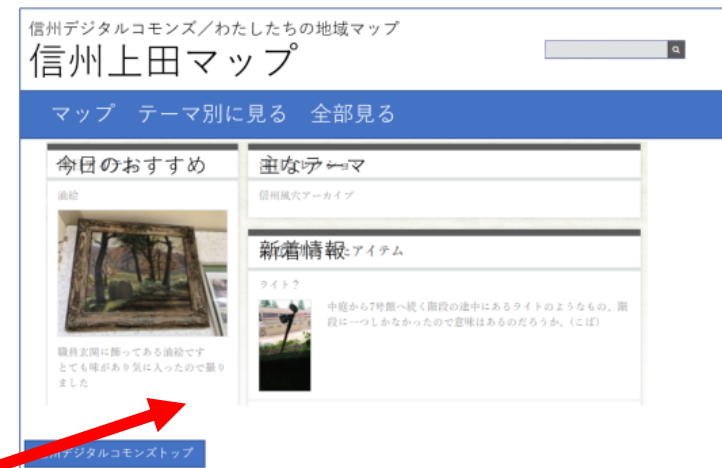 信州デジタルコモンズ／わたしたちの地域マップ
信州上田マップ
マップ　テーマ別に見る　全部見る
今日のおすすめ
油絵
職員玄関に飾ってある油絵です
とても味があり気に入ったので撮り
ました
主なテーマ
信州風穴アーカイブ
新着情報
たアイテム
ライト？
中庭から7号館へ続く階段の途中にあるライトのようなもの、階
段に一つしかなかったので意味はあるのだろうか。(こば)
州デジタルコモンズトップ